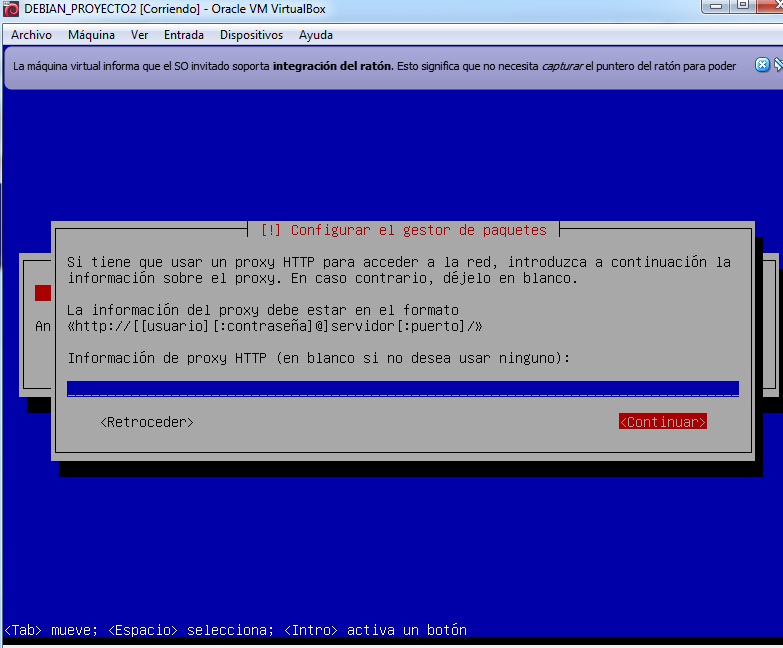 DEBIAN_PROYECTO2 [Corriendo] - Oracle VM VirtualBox
Archivo Máquina Ver Entrada Dispositivos Ayuda
La máquina virtual informa que el SO invitado soporta integración del ratón. Esto significa que no necesita capturar el puntero del ratón para poder
[!] Configurar el gestor de paquetes
Si tiene que usar un proxy HTTP para acceder a la red, introduzca a continuación la
información sobre el proxy. En caso contrario, déjelo en blanco.
La información del proxy debe estar en el formato
«http://[[usuario][:contraseña]@]servidor[:puerto]/»
An
Información de proxy HTTP (en blanco si no desea usar ninguno):
<Retroceder> <Continuar>
<Tab> mueve; <Espacio> selecciona; <Intro> activa un botón